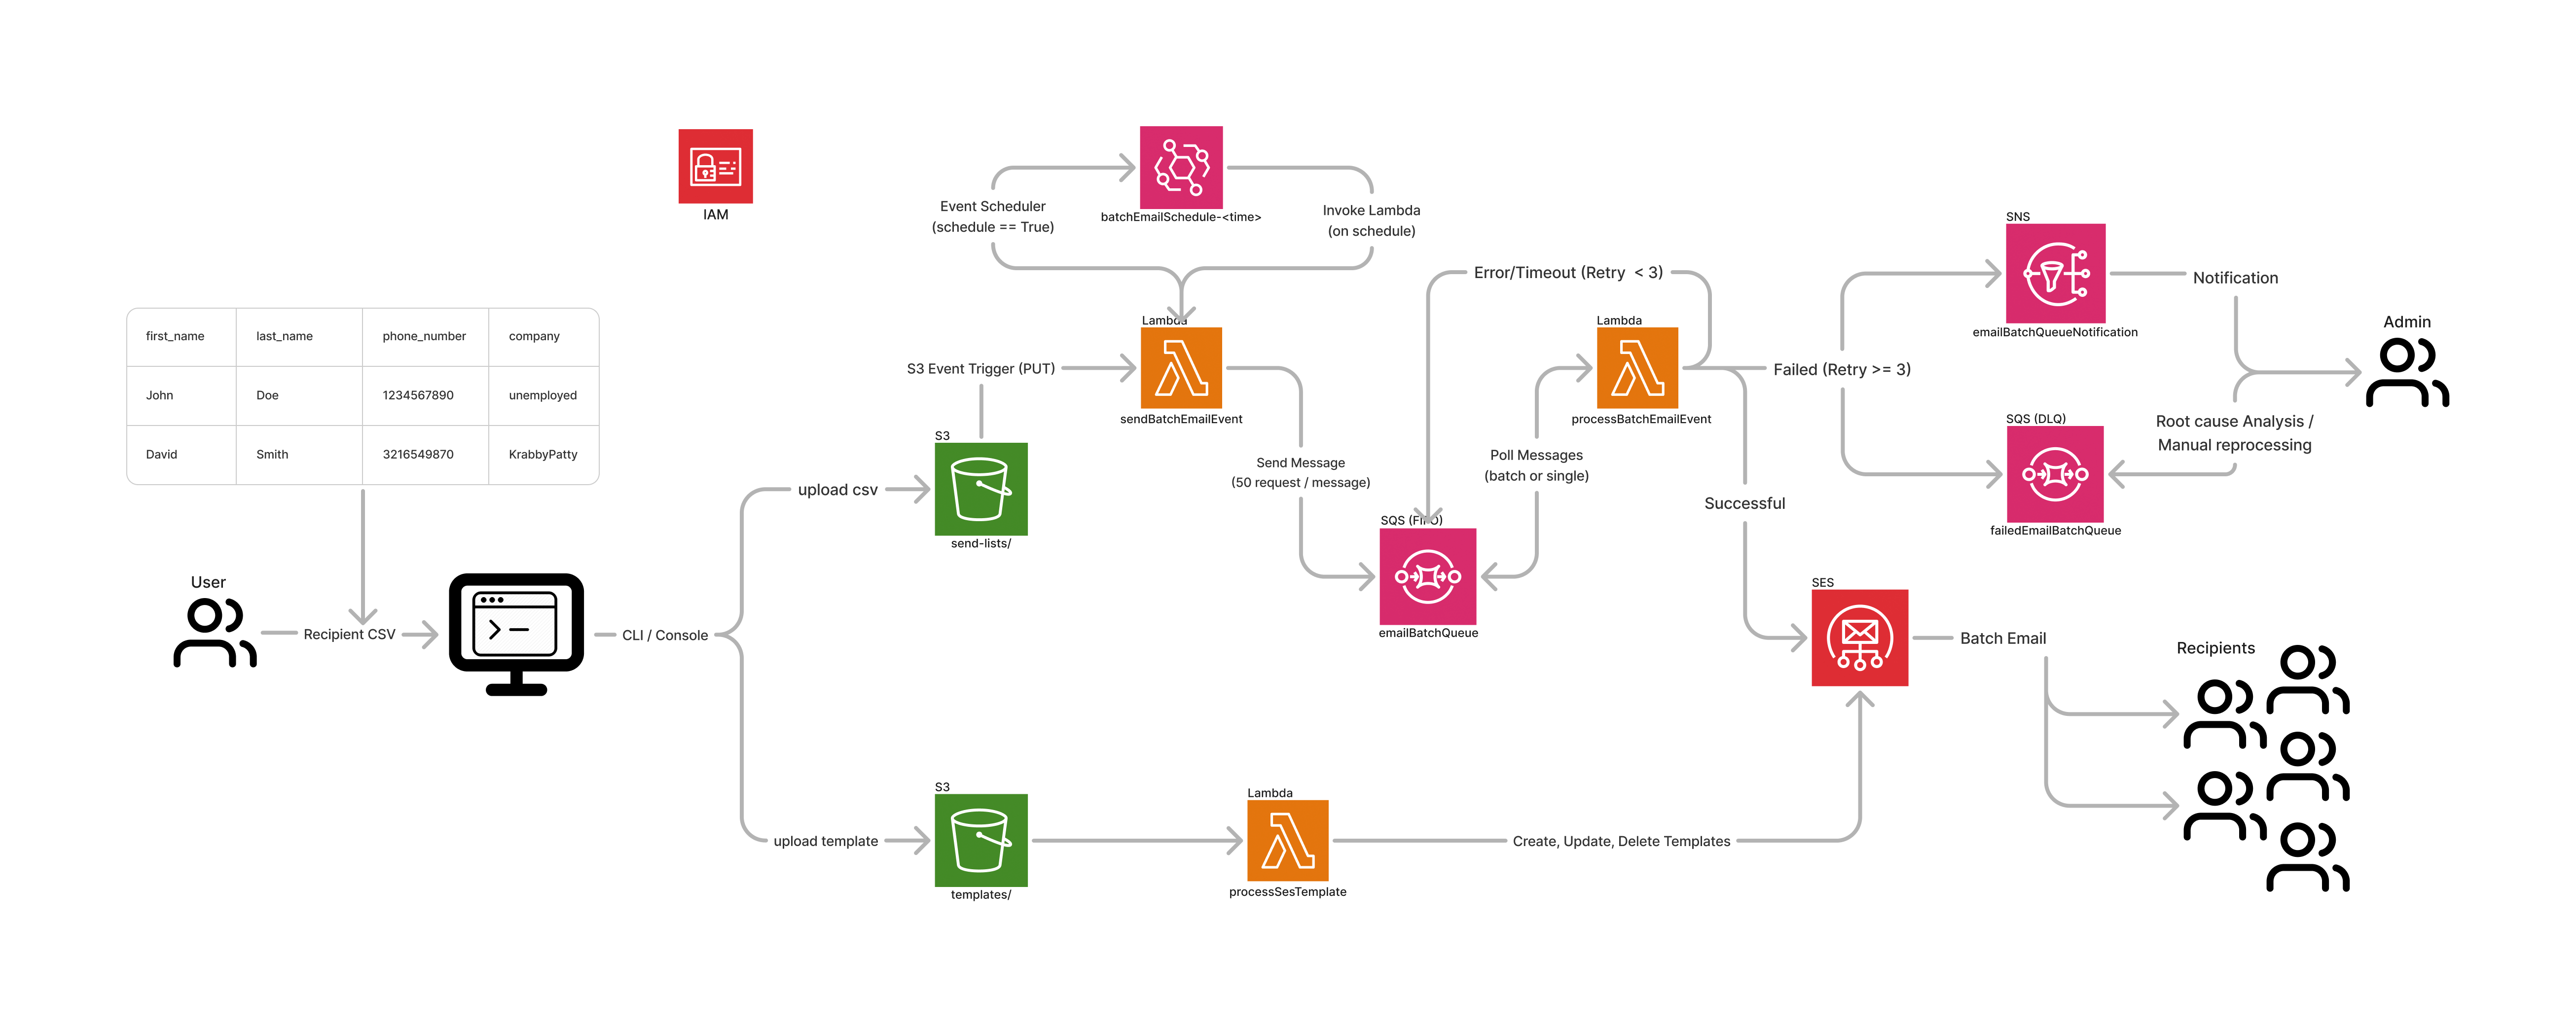 IAM
batchEmailSchedule-<time>
Event Scheduler
(schedule == True)
Invoke Lambda
(on schedule)
first_name last_name phone_number company
John Doe 1234567890 unemployed
David Smith 3216549870 KrabbyPatty
User
Recipient CSV
CLI / Console
upload csv
S3
send-lists/
S3 Event Trigger (PUT)
Lambda
sendBatchEmailEvent
Send Message
(50 request / message)
SQS (FIFO)
emailBatchQueue
Error/Timeout (Retry < 3)
Poll Messages
(batch or single)
Lambda
processBatchEmailEvent
Failed (Retry >= 3)
Successful
SNS
emailBatchQueueNotification
Notification
Admin
SQS (DLQ)
failedEmailBatchQueue
Root cause Analysis /
Manual reprocessing
SES
Batch Email
Recipients
upload template
S3
templates/
Lambda
processSesTemplate
Create, Update, Delete Templates